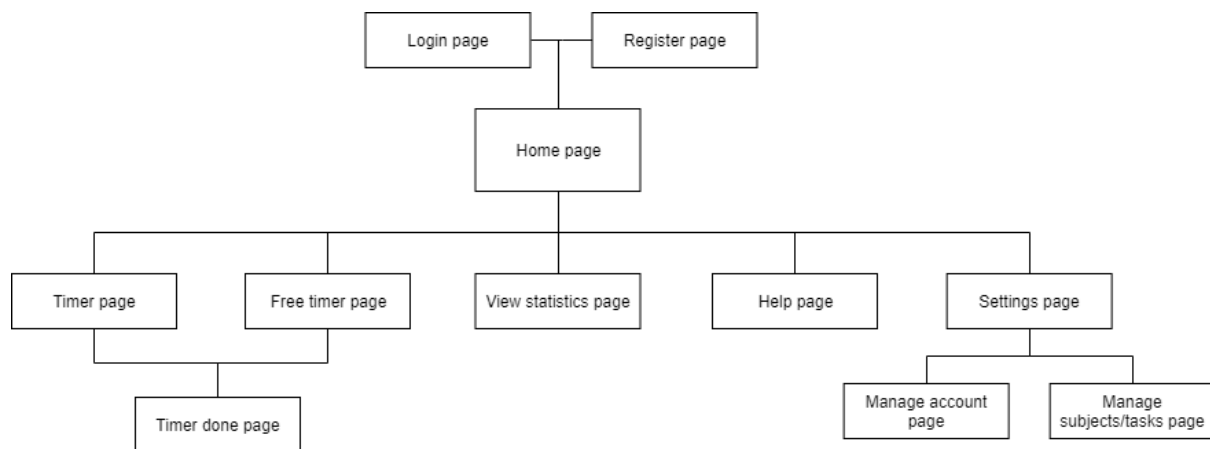 Login page
Register page
Home page
Timer page
Free timer page
View statistics page
Help page
Settings page
Timer done page
Manage account
page
Manage
subjects/tasks page